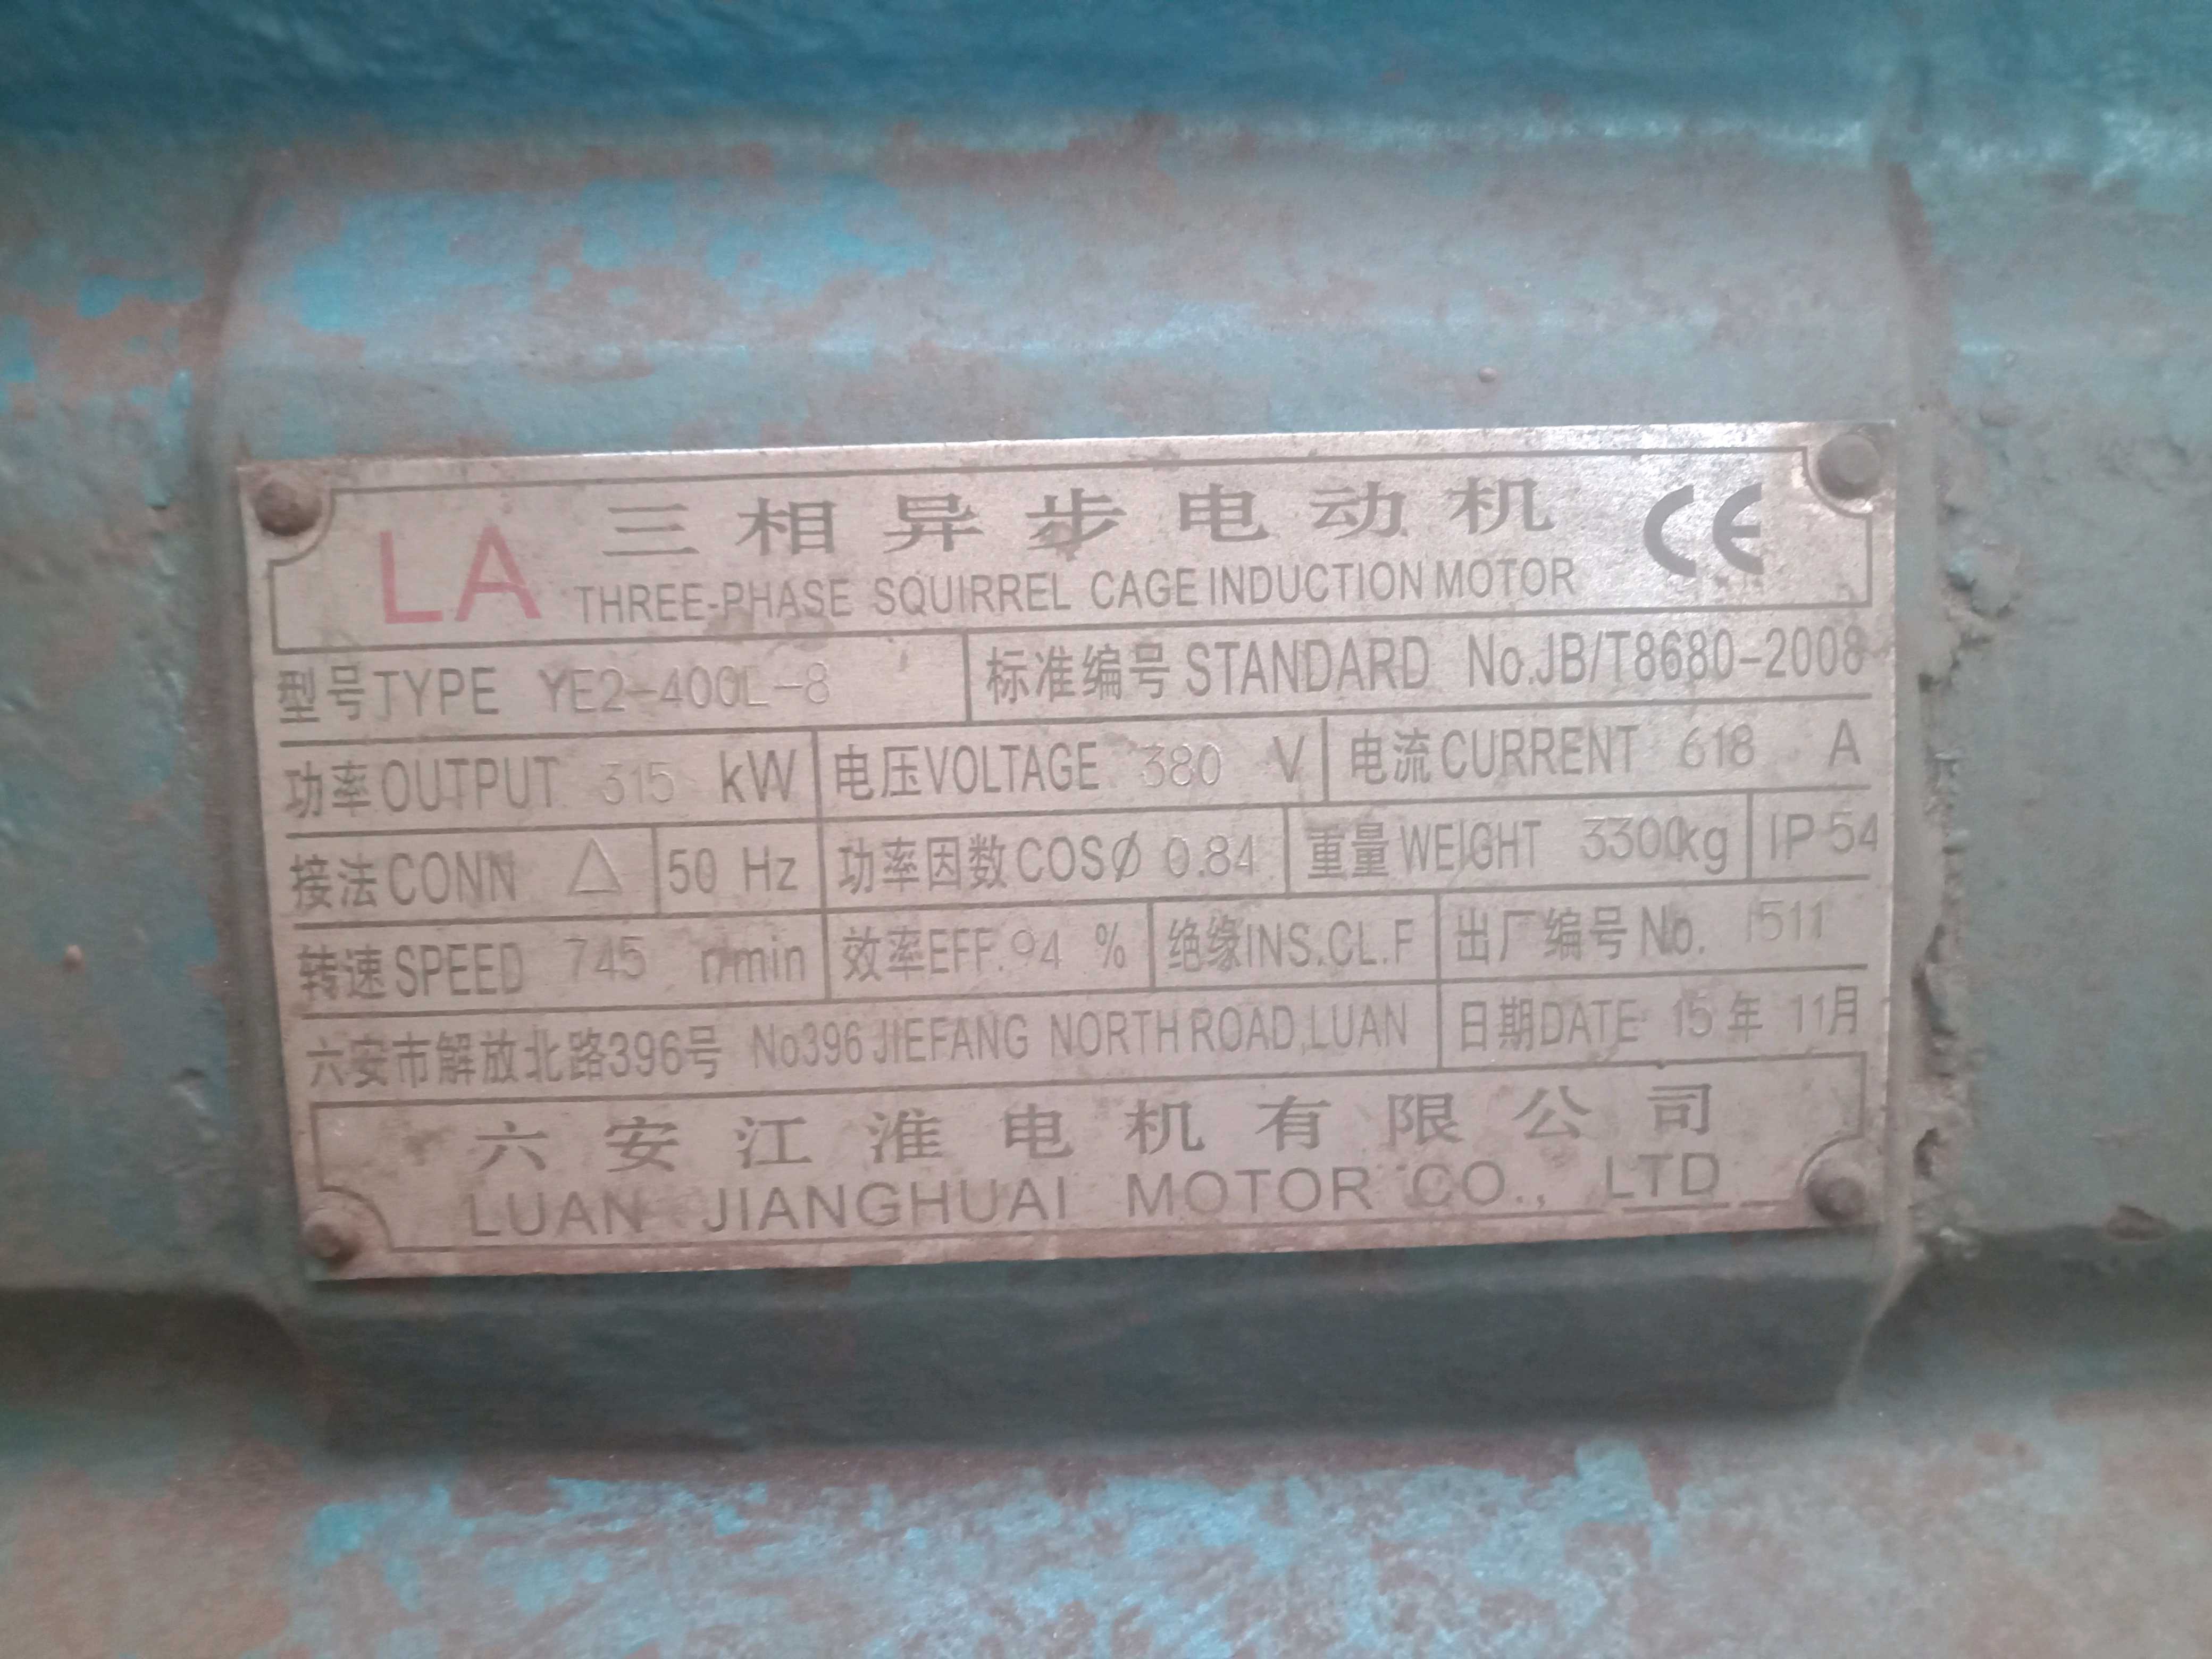 LA 三相异步电动机 CE
THREE-PHASE SQUIRREL CAGE INDUCTION MOTOR
型号TYPE YE2-400L-8 标准编号STANDARD No.JB/T8680-2008
功率OUTPUT 315 kW 电压VOLTAGE 380 V 电流CURRENT 618 A
接法CONN △ 50 Hz 功率因数COSØ 0.84 重量WEIGHT 3300kg IP 54
转速SPEED 745 r/min 效率EFF. 94 % 绝缘INS.CL.F 出厂编号No. 1511
六安市解放北路396号 No396 JIEFANG NORTH ROAD,LUAN 日期DATE 15年 11月
六安江淮电机有限公司
LUAN JIANGHUAI MOTOR CO., LTD